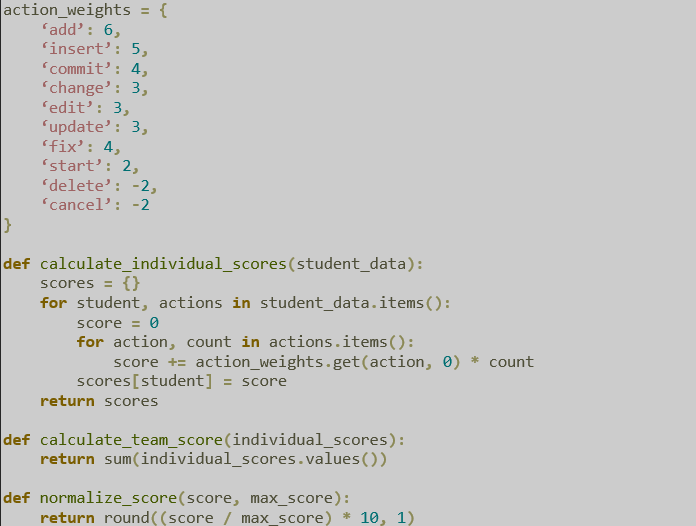 action_weights = {
    ‘add’: 6,
    ‘insert’: 5,
    ‘commit’: 4,
    ‘change’: 3,
    ‘edit’: 3,
    ‘update’: 3,
    ‘fix’: 4,
    ‘start’: 2,
    ‘delete’: -2,
    ‘cancel’: -2
}
def calculate_individual_scores(student_data):
    scores = {}
    for student, actions in student_data.items():
        score = 0
        for action, count in actions.items():
            score += action_weights.get(action, 0) * count
        scores[student] = score
    return scores
def calculate_team_score(individual_scores):
    return sum(individual_scores.values())
def normalize_score(score, max_score):
    return round((score / max_score) * 10, 1)